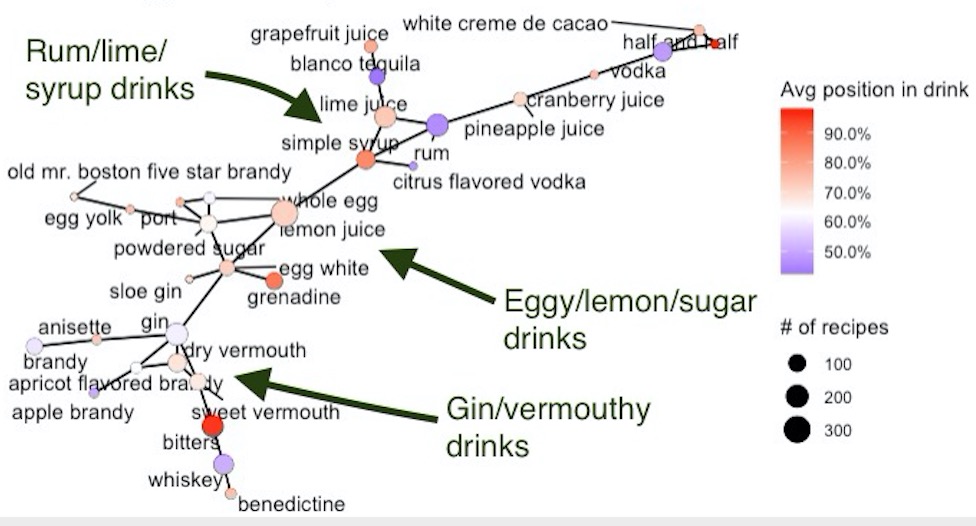 white creme de cacao
grapefruit juice
half and half
Rum/lime/
syrup drinks
blanco tequila
vodka
lime juice
cranberry juice
pineapple juice
simple syrup
rum
citrus flavored vodka
old mr. boston five star brandy
whole egg
egg yolk
port
lemon juice
powdered sugar
egg white
sloe gin
grenadine
Eggy/lemon/sugar
drinks
anisette
gin
dry vermouth
brandy
apricot flavored brandy
apple brandy
sweet vermouth
Gin/vermouthy
drinks
bitters
whiskey
benedictine
Avg position in drink
90.0%
80.0%
70.0%
60.0%
50.0%
# of recipes
100
200
300